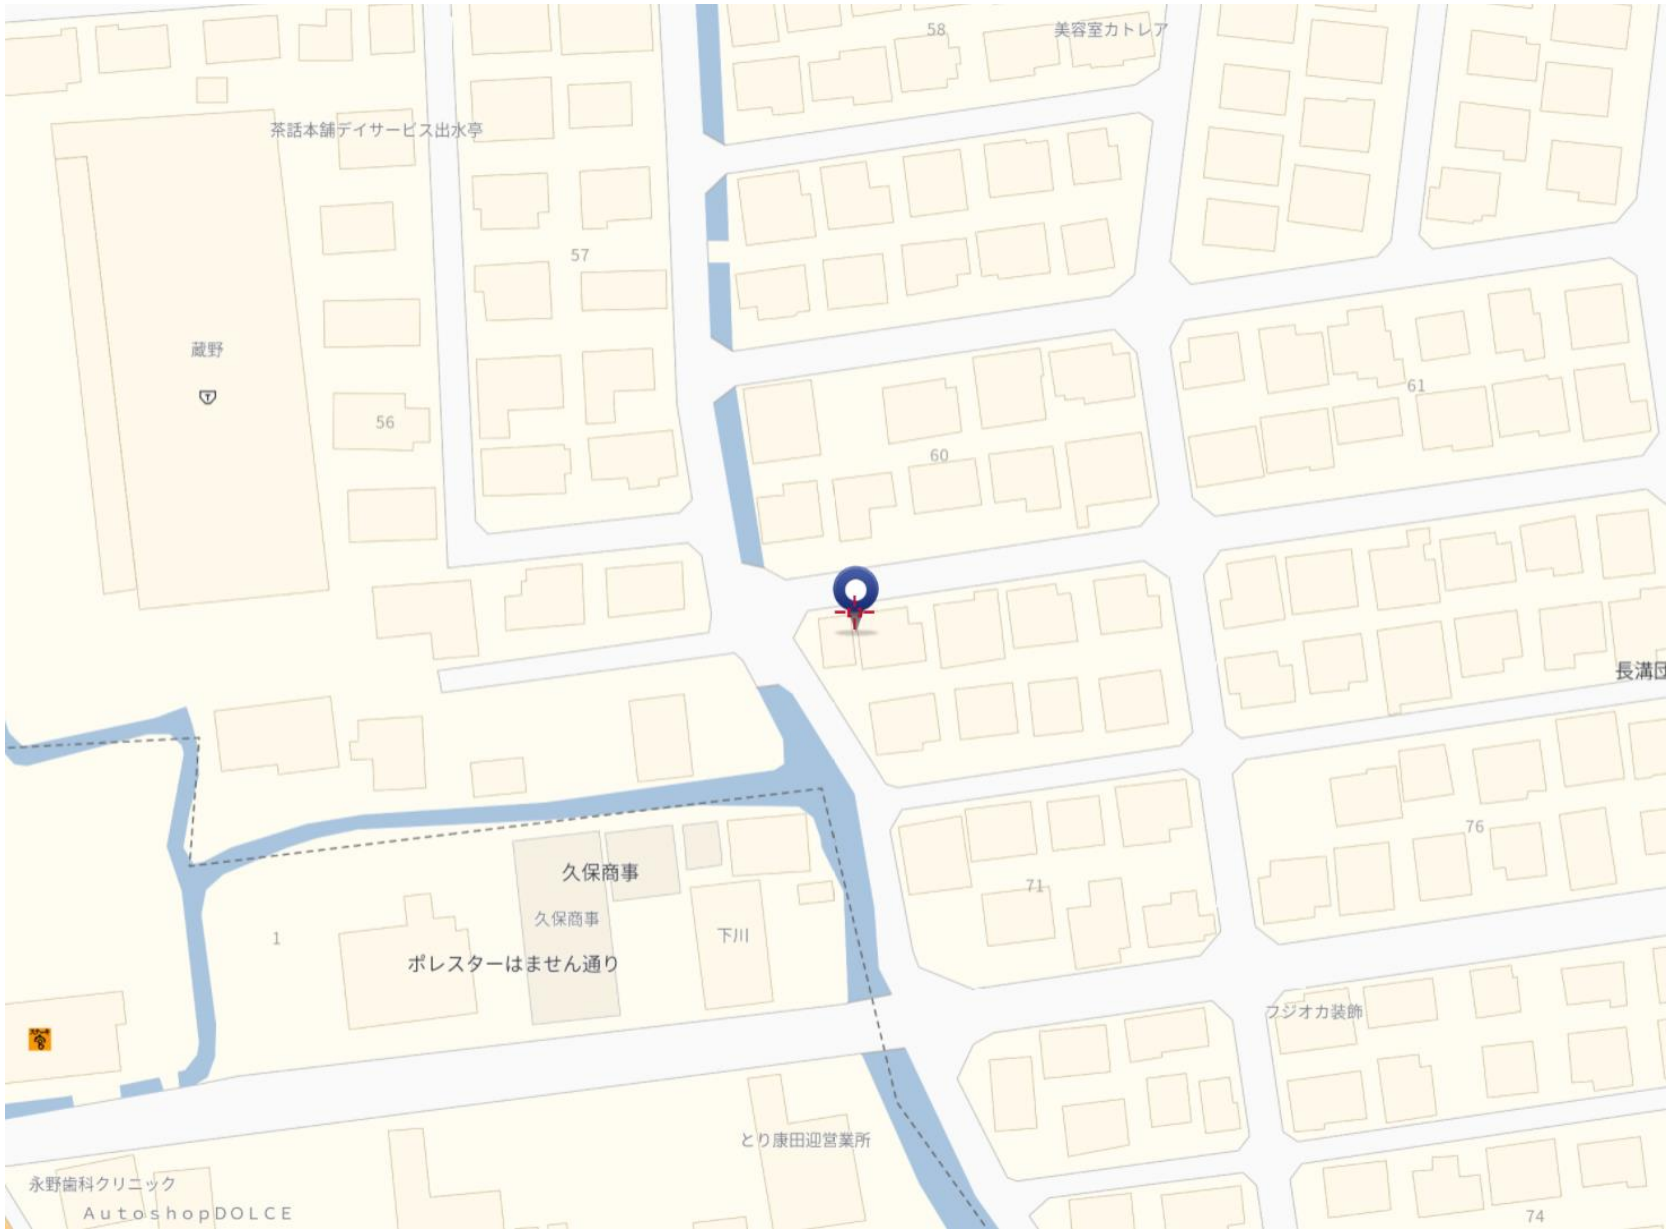 58
美容室カトレア
茶話本舗デイサービス出水亭
57
蔵野
61
56
60
長溝団
76
久保商事
71
久保商事
下川
1
ポレスターはません通り
フジオカ装飾
とり康田迎営業所
永野歯科クリニック
AutoshopDOLCE
74